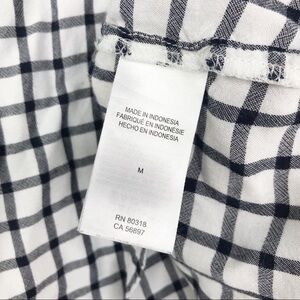 MADE IN INDONESIA
FABRIQUÉ EN INDONÉSIE
HECHO EN INDONESIA
M
RN 80318
CA 56897